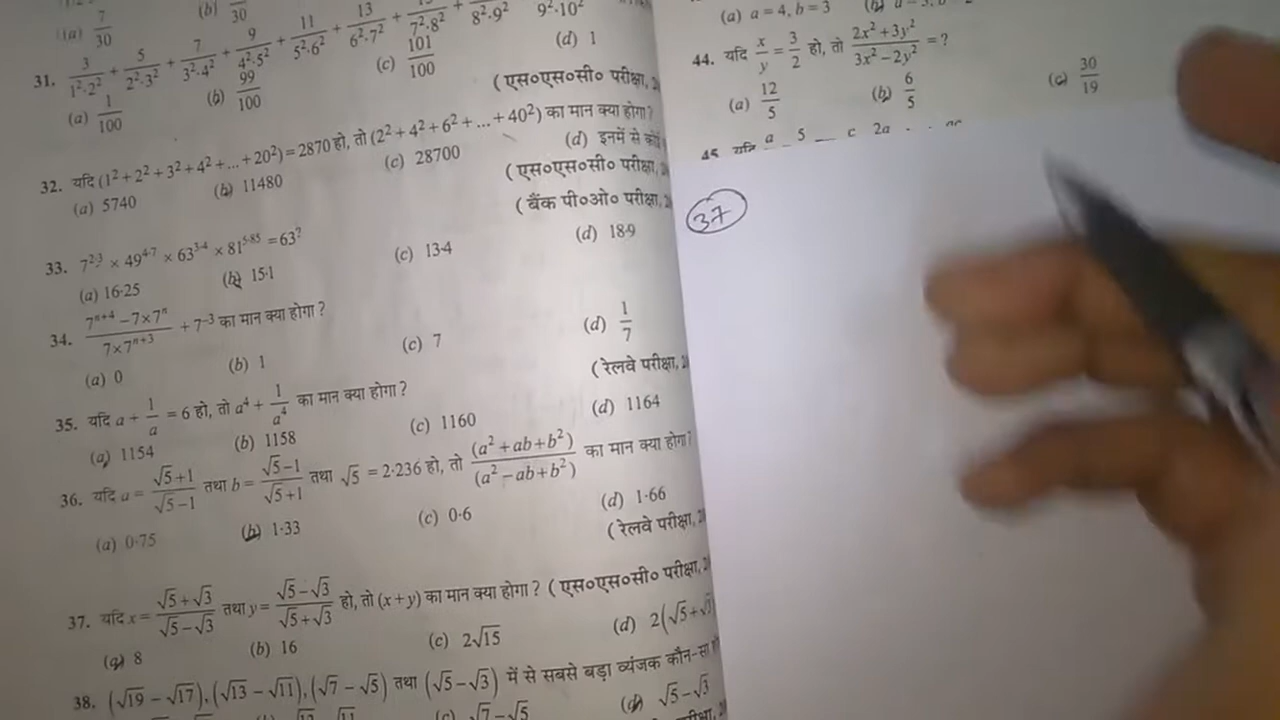 (a) 7/30 (b) /30
31. 3/1²·2² + 5/2²·3² + 7/3²·4² + 9/4²·5² + 11/5²·6² + 13/6²·7² + /7²·8² + /8²·9² 9²·10²
(a) 1/100 (b) 99/100 (c) 101/100 (d) 1
(एस०एस०सी० परीक्षा,
32. यदि (1² + 2² + 3² + 4² + ... + 20²) = 2870 हो, तो (2² + 4² + 6² + ... + 40²) का मान क्या होगा?
(a) 5740 (b) 11480 (c) 28700 (d) इनमें से
(एस०एस०सी० परीक्षा,
(बैंक पी०ओ० परीक्षा,
33. 7^2·3 × 49^4·7 × 63^3·4 × 81^5·85 = 63^?
(a) 16·25 (b) 15·1 (c) 13·4 (d) 18·9
34. (7ⁿ⁺⁴ − 7×7ⁿ)/(7×7ⁿ⁺³) + 7⁻³ का मान क्या होगा?
(a) 0 (b) 1 (c) 7 (d) 1/7
(रेलवे परीक्षा,
35. यदि a + 1/a = 6 हो, तो a⁴ + 1/a⁴ का मान क्या होगा?
(a) 1154 (b) 1158 (c) 1160 (d) 1164
36. यदि a = (√5+1)/(√5−1) तथा b = (√5−1)/(√5+1) तथा √5 = 2·236 हो, तो (a² + ab + b²)/(a² − ab + b²) का मान क्या होगा?
(a) 0·75 (b) 1·33 (c) 0·6 (d) 1·66
(रेलवे परीक्षा,
37. यदि x = (√5+√3)/(√5−√3) तथा y = (√5−√3)/(√5+√3) हो, तो (x + y) का मान क्या होगा? (एस०एस०सी० परीक्षा,
(a) 8 (b) 16 (c) 2√15 (d) 2(√5+√3)
38. (√19 − √17), (√13 − √11), (√7 − √5) तथा (√5 − √3) में से सबसे बड़ा व्यंजक
(c) √7 − √5 (d) √5 − √3
(a) a = 4, b = 3
44. यदि x/y = 3/2 हो, तो (2x² + 3y²)/(3x² − 2y²) = ?
(a) 12/5 (b) 6/5 (c) 30/19
45. यदि
37